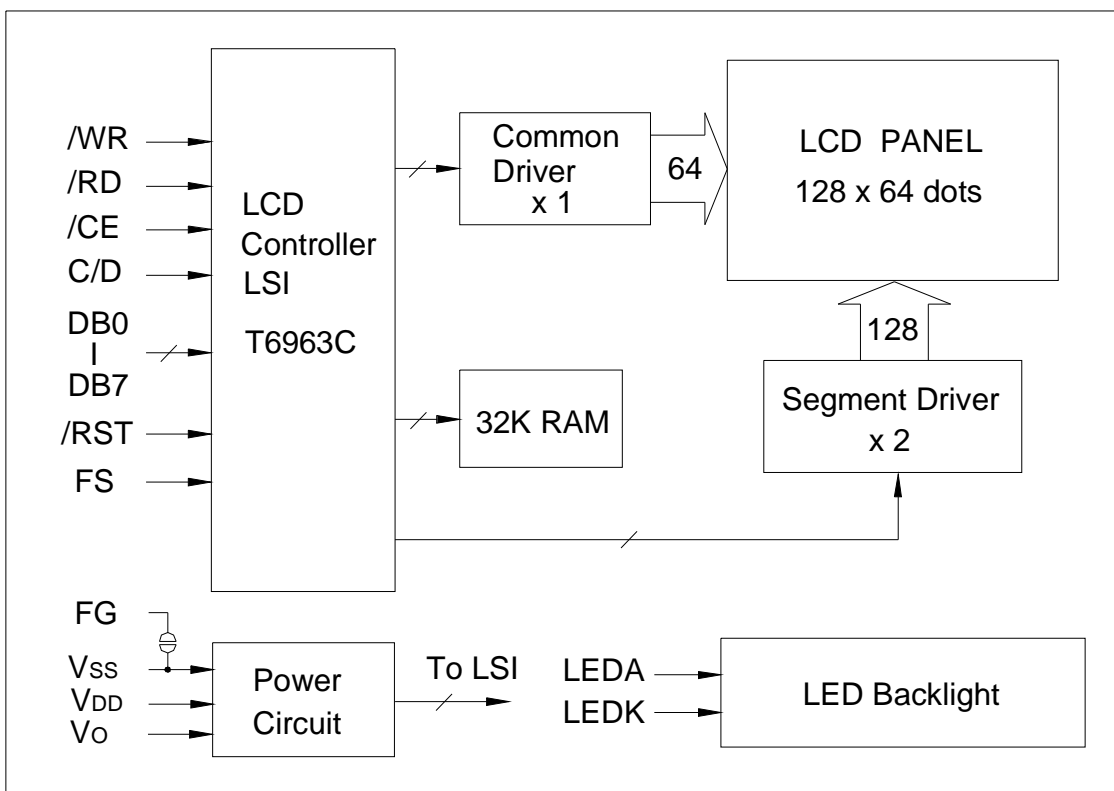 /WR
/RD
/CE
C/D
DB0
DB7
/RST
FS
LCD
Controller
LSI
T6963C
Common
Driver
x 1
64
LCD PANEL
128 x 64 dots
128
Segment Driver
x 2
32K RAM
FG
VSS
VDD
VO
Power
Circuit
To LSI
LEDA
LEDK
LED Backlight